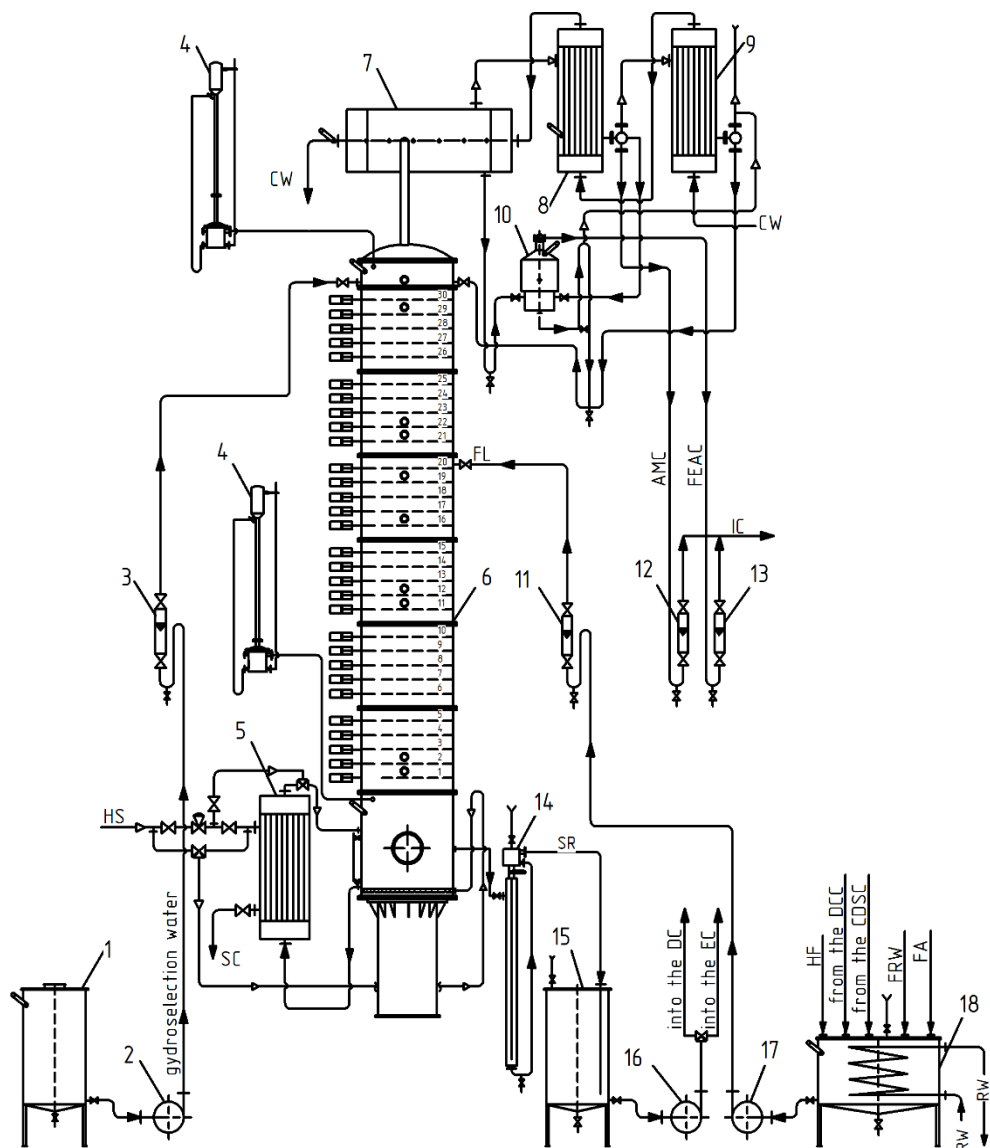 4
7
9
CW
8
10
CW
30
29
28
27
26
25
24
23
22
21
4
FL
20
19
18
17
16
AMC
FEAC
IC
15
14
13
12
11
3
6
11
12
13
10
9
8
7
6
5
5
4
3
2
1
HS
14
SR
gydroselection water
SC
1
15
into the DC
into the EC
HF
from the DCC
from the CDSC
FRW
FA
18
2
16
17
RW
RW